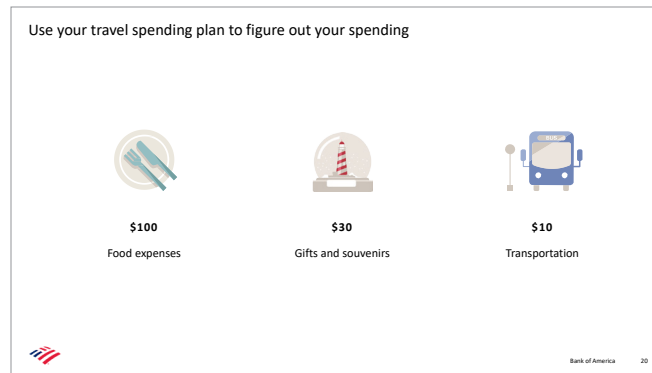 Use your travel spending plan to figure out your spending
$100
Food expenses
$30
Gifts and souvenirs
$10
Transportation
Bank of America 20